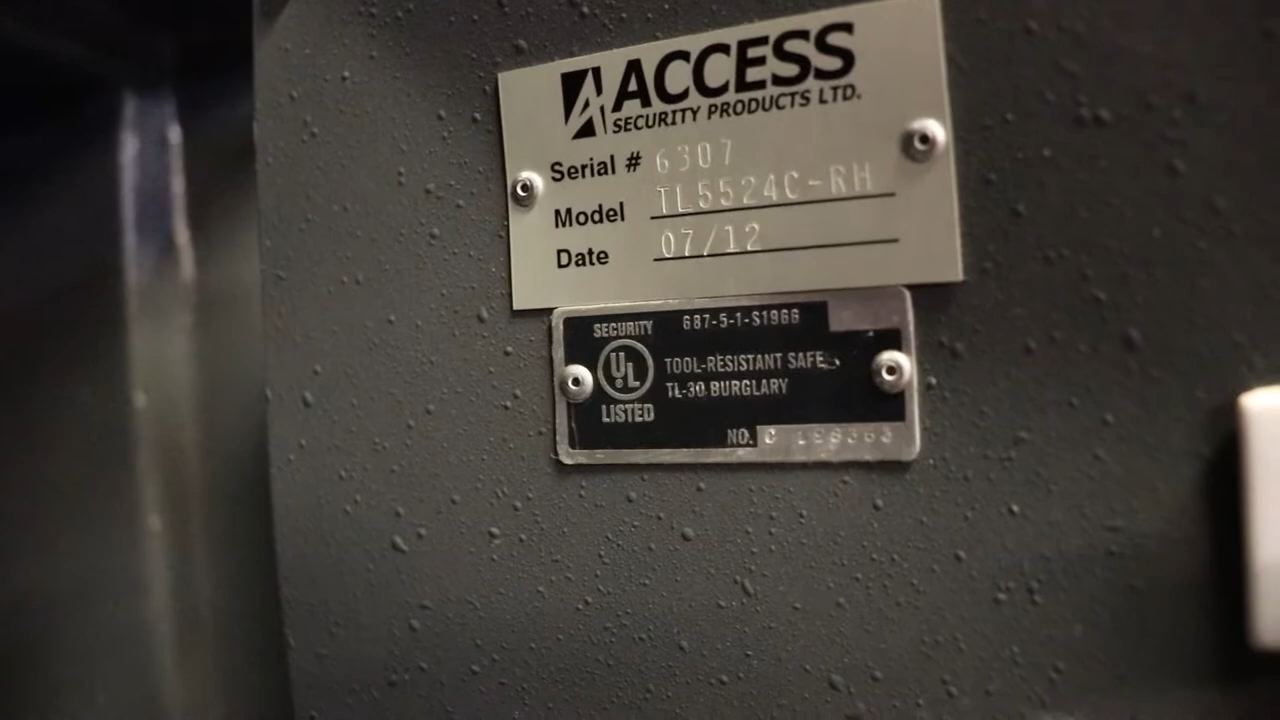 ACCESS
SECURITY PRODUCTS LTD.
Serial # 6307
Model TL5524C-RH
Date 07/12
SECURITY 687-5-1-S1966
UL
TOOL-RESISTANT SAFE
TL-30 BURGLARY
LISTED
NO. C